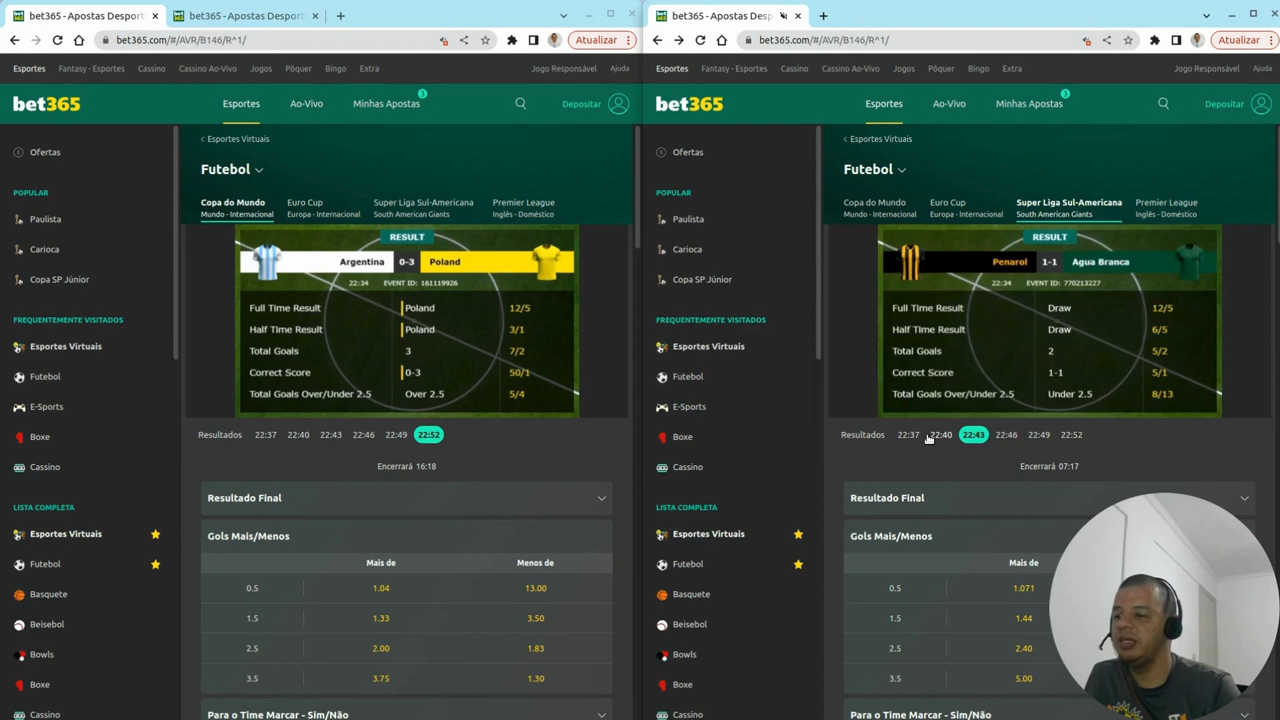 bet365 - Apostas Desport
bet365 - Apostas Desport
bet365.com/#/AVR/B146/R^1/
Atualizar
Esportes
Fantasy - Esportes
Cassino
Cassino Ao-Vivo
Jogos
Pôquer
Bingo
Extra
Jogo Responsável
Ajuda
bet365
Esportes
Ao-Vivo
Minhas Apostas
3
Depositar
Ofertas
POPULAR
Paulista
Carioca
Copa SP Júnior
FREQUENTEMENTE VISITADOS
Esportes Virtuais
Futebol
E-Sports
Boxe
Cassino
LISTA COMPLETA
Esportes Virtuais
Futebol
Basquete
Beisebol
Bowls
Boxe
Cassino
Esportes Virtuais
Futebol
Copa do Mundo
Mundo - Internacional
Euro Cup
Europa - Internacional
Super Liga Sul-Americana
South American Giants
Premier League
Inglês - Doméstico
RESULT
Argentina 0-3 Poland
22:34 EVENT ID: 161119926
Full Time Result Poland 12/5
Half Time Result Poland 3/1
Total Goals 3 7/2
Correct Score 0-3 50/1
Total Goals Over/Under 2.5 Over 2.5 5/4
Resultados 22:37 22:40 22:43 22:46 22:49 22:52
Encerrará 16:18
Resultado Final
Gols Mais/Menos
Mais de Menos de
0.5 1.04 13.00
1.5 1.33 3.50
2.5 2.00 1.83
3.5 3.75 1.30
Para o Time Marcar - Sim/Não
bet365 - Apostas Desp
bet365.com/#/AVR/B146/R^1/
Atualizar
Esportes
Fantasy - Esportes
Cassino
Cassino Ao-Vivo
Jogos
Pôquer
Bingo
Extra
Jogo Responsável
Ajuda
bet365
Esportes
Ao-Vivo
Minhas Apostas
3
Depositar
Ofertas
POPULAR
Paulista
Carioca
Copa SP Júnior
FREQUENTEMENTE VISITADOS
Esportes Virtuais
Futebol
E-Sports
Boxe
Cassino
LISTA COMPLETA
Esportes Virtuais
Futebol
Basquete
Beisebol
Bowls
Boxe
Cassino
Esportes Virtuais
Futebol
Copa do Mundo
Mundo - Internacional
Euro Cup
Europa - Internacional
Super Liga Sul-Americana
South American Giants
Premier League
Inglês - Doméstico
RESULT
Penarol 1-1 Agua Branca
22:34 EVENT ID: 770213227
Full Time Result Draw 12/5
Half Time Result Draw 6/5
Total Goals 2 5/2
Correct Score 1-1 5/1
Total Goals Over/Under 2.5 Under 2.5 8/13
Resultados 22:37 22:40 22:43 22:46 22:49 22:52
Encerrará 07:17
Resultado Final
Gols Mais/Menos
Mais de
0.5 1.071
1.5 1.44
2.5 2.40
3.5 5.00
Para o Time Marcar - Sim/Não